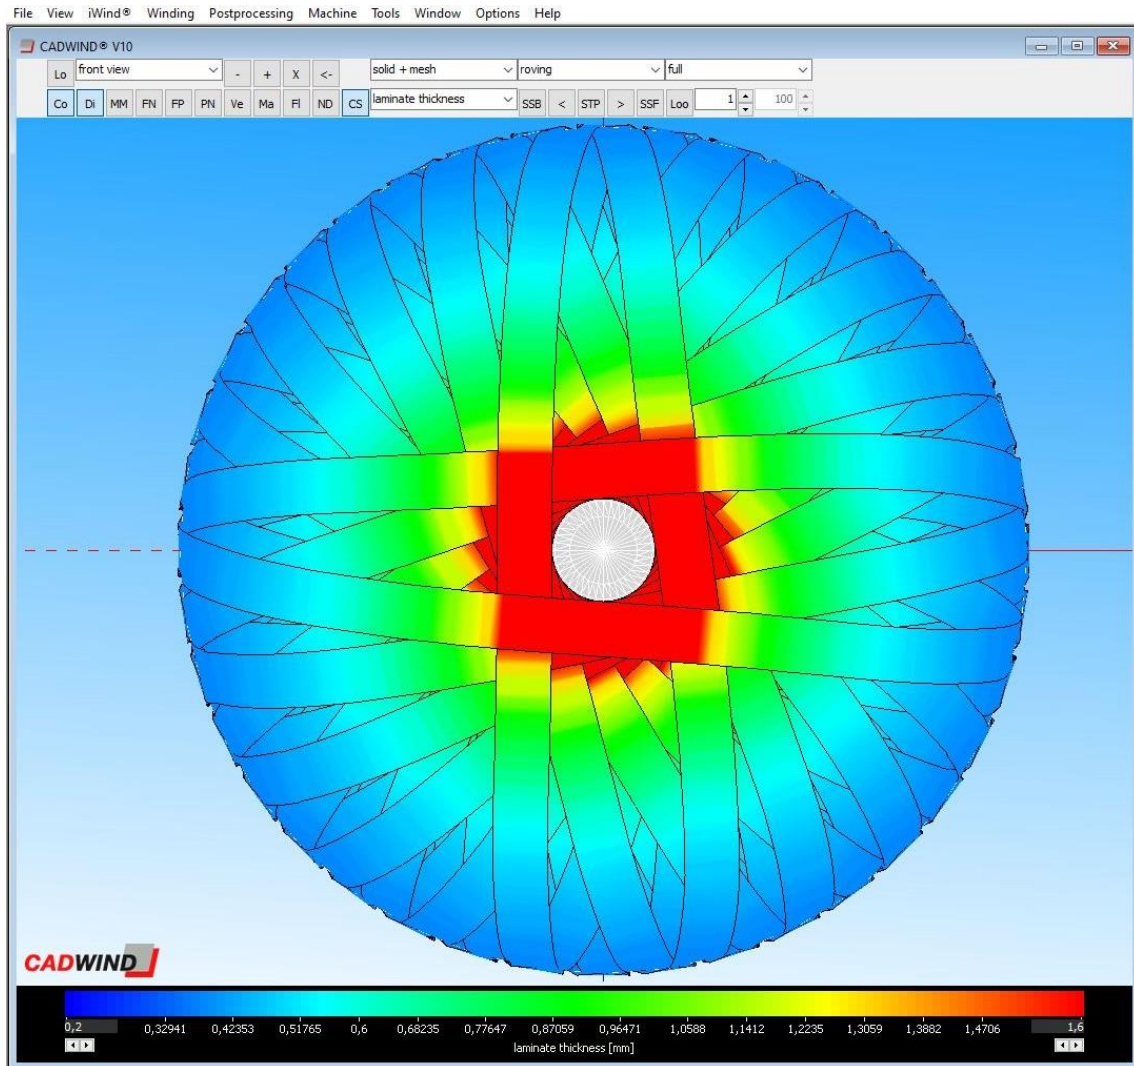 File View iWind® Winding Postprocessing Machine Tools Window Options Help
CADWIND® V10
Lo front view - + X <- solid + mesh roving full
Co Di MM FN FP PN Ve Ma Fl ND CS laminate thickness SSB < STP > SSF Loo 1 100
CADWIND
0,2 0,32941 0,42353 0,51765 0,6 0,68235 0,77647 0,87059 0,96471 1,0588 1,1412 1,2235 1,3059 1,3882 1,4706 1,6
laminate thickness [mm]